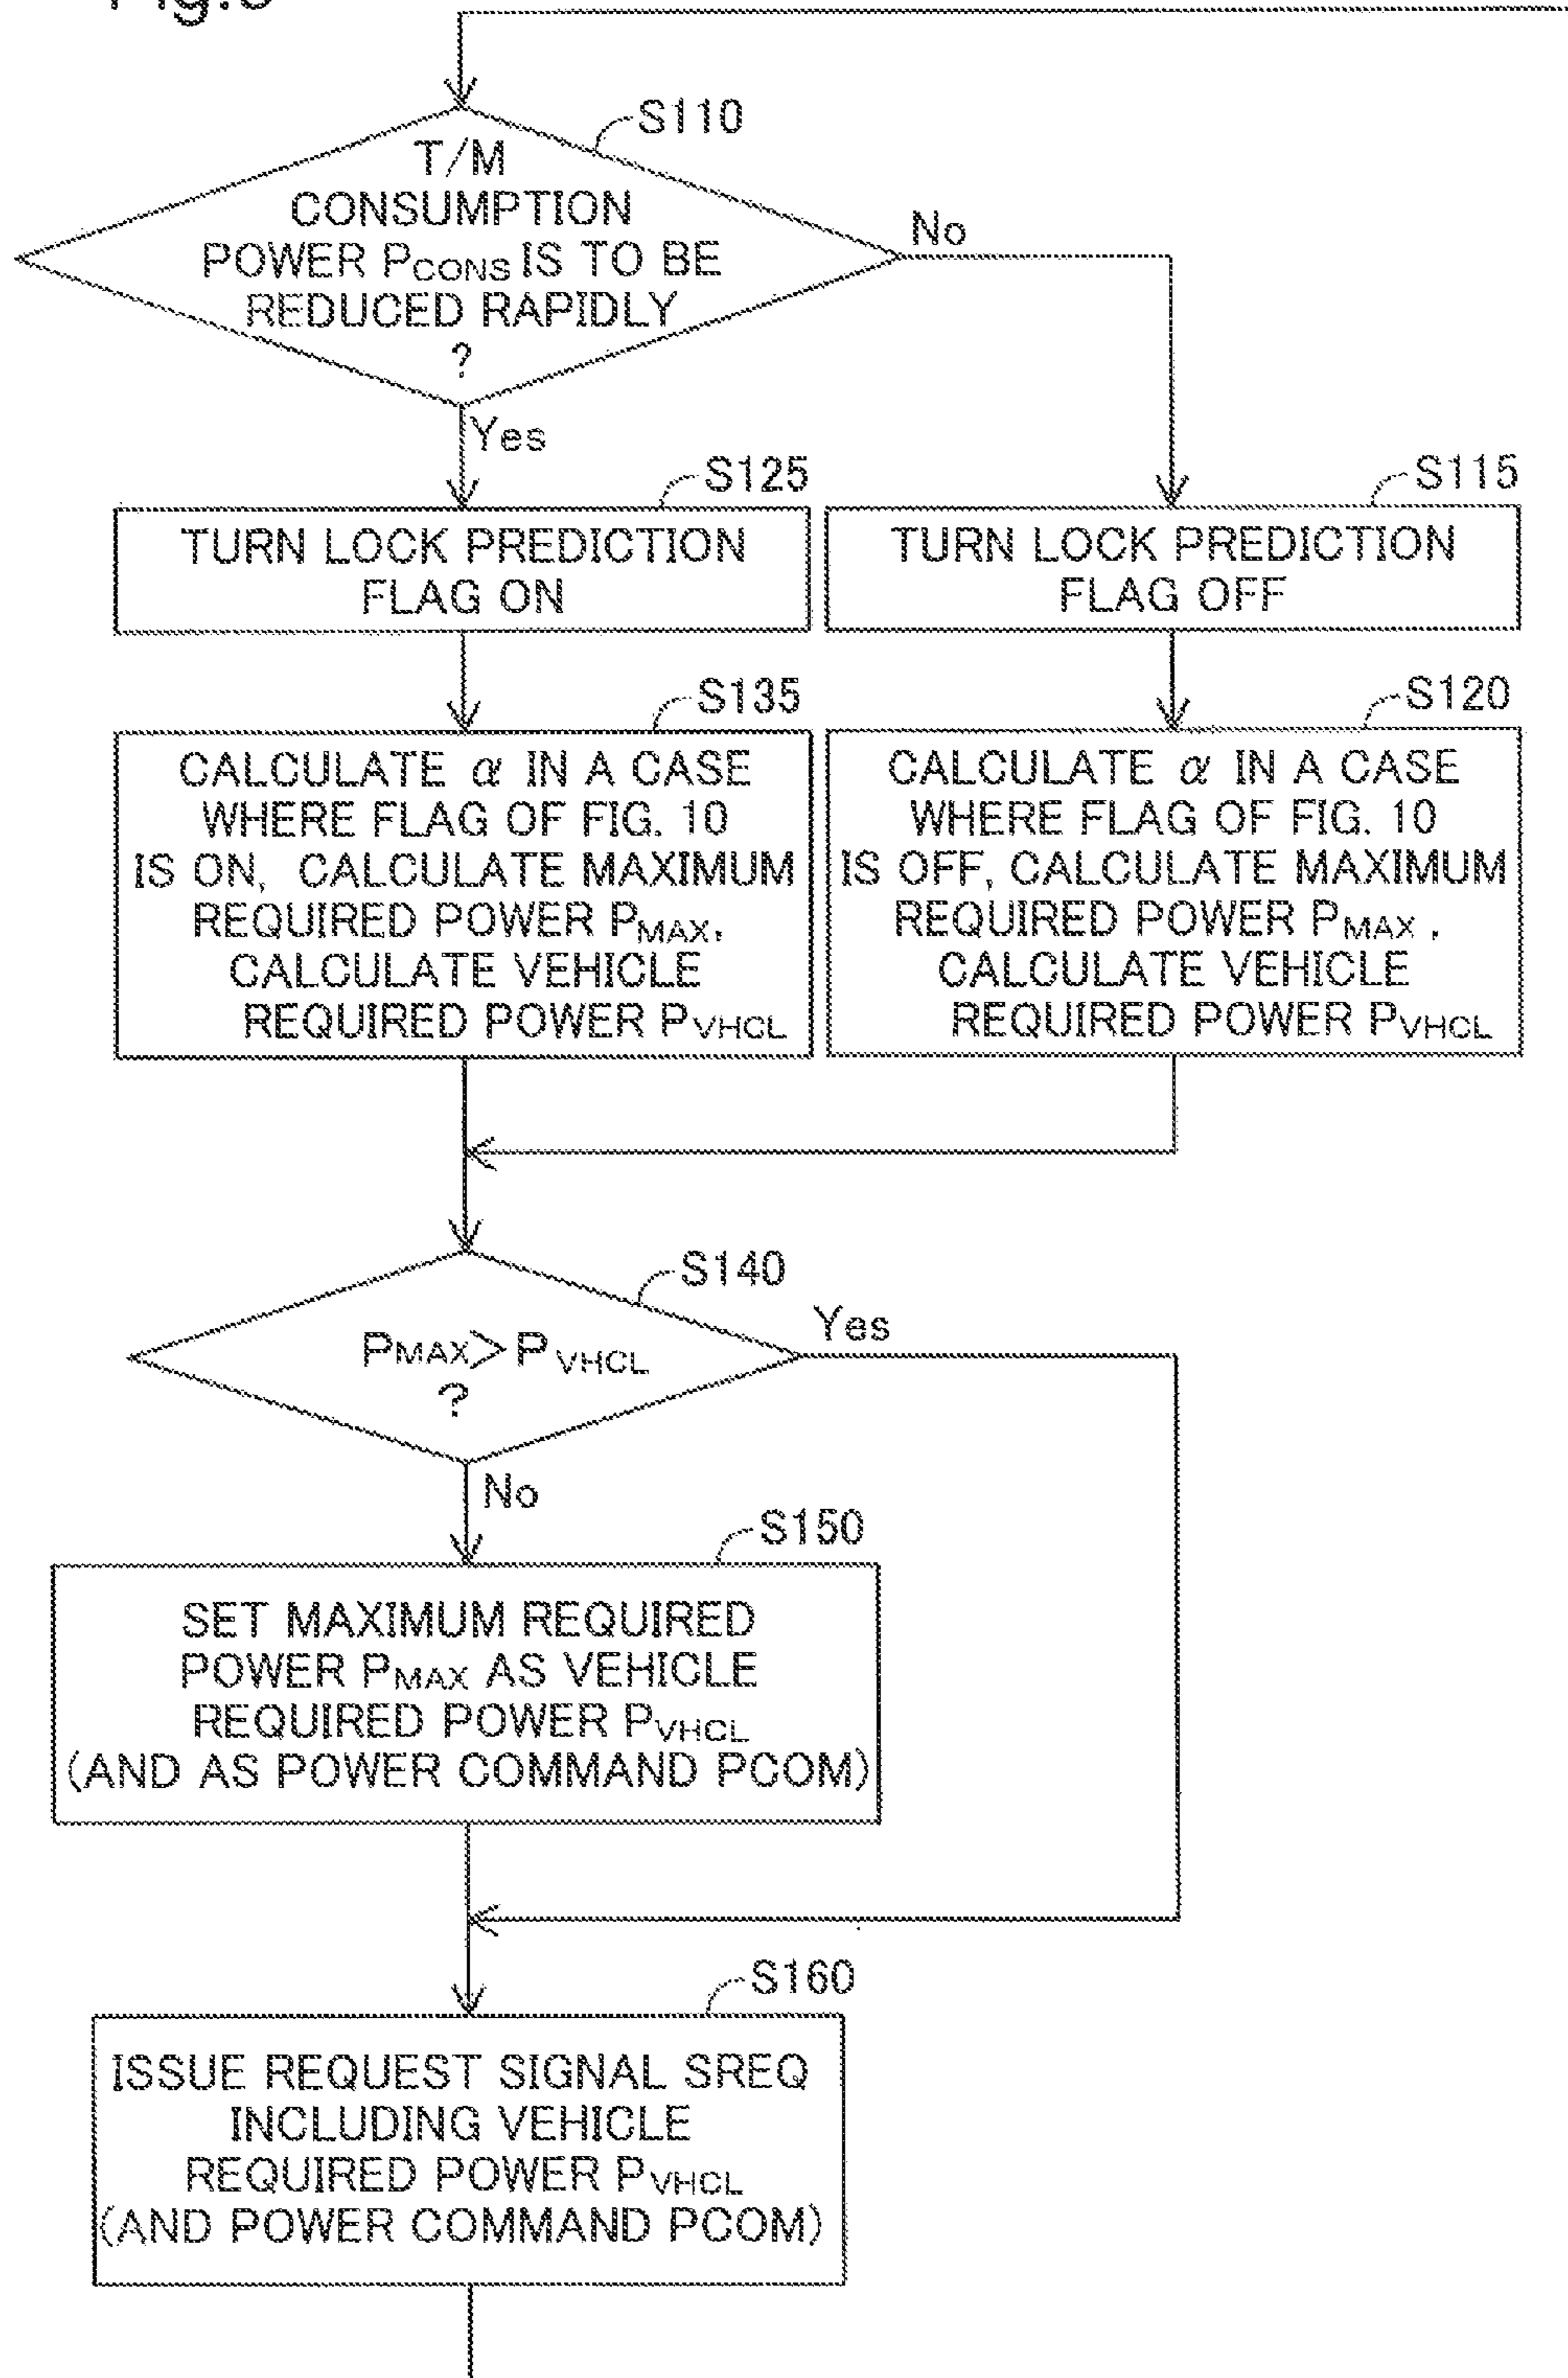 S110
T/M
CONSUMPTION
POWER PCONS IS TO BE
REDUCED RAPIDLY
?
No
Yes
S125
TURN LOCK PREDICTION
FLAG ON
S115
TURN LOCK PREDICTION
FLAG OFF
S135
CALCULATE α IN A CASE
WHERE FLAG OF FIG. 10
IS ON, CALCULATE MAXIMUM
REQUIRED POWER PMAX,
CALCULATE VEHICLE
REQUIRED POWER PVHCL
S120
CALCULATE α IN A CASE
WHERE FLAG OF FIG. 10
IS OFF, CALCULATE MAXIMUM
REQUIRED POWER PMAX ,
CALCULATE VEHICLE
REQUIRED POWER PVHCL
S140
PMAX>PVHCL
?
Yes
No
S150
SET MAXIMUM REQUIRED
POWER PMAX AS VEHICLE
REQUIRED POWER PVHCL
(AND AS POWER COMMAND PCOM)
S160
ISSUE REQUEST SIGNAL SREQ
INCLUDING VEHICLE
REQUIRED POWER PVHCL
(AND POWER COMMAND PCOM)